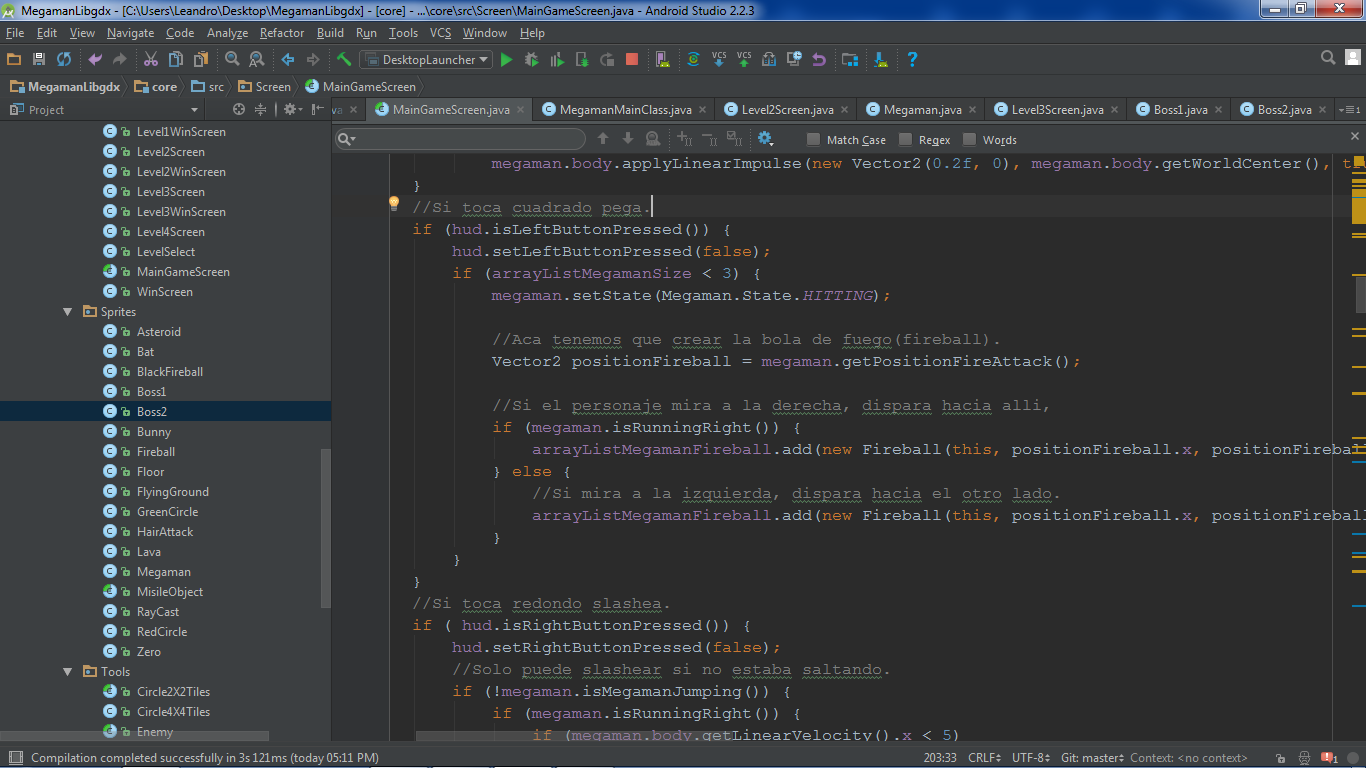 MegamanLibgdx - [C:\Users\Leandro\Desktop\MegamanLibgdx] - [core] - ...\core\src\Screen\MainGameScreen.java - Android Studio 2.2.3
File Edit View Navigate Code Analyze Refactor Build Run Tools VCS Window Help
DesktopLauncher
VCS VCS
MegamanLibgdx core src Screen MainGameScreen
Project
MainGameScreen.java MegamanMainClass.java Level2Screen.java Megaman.java Level3Screen.java Boss1.java Boss2.java
Match Case Regex Words
Level1WinScreen
Level2Screen
Level2WinScreen
Level3Screen
Level3WinScreen
Level4Screen
LevelSelect
MainGameScreen
WinScreen
Sprites
Asteroid
Bat
BlackFireball
Boss1
Boss2
Bunny
Fireball
Floor
FlyingGround
GreenCircle
HairAttack
Lava
Megaman
MisileObject
RayCast
RedCircle
Zero
Tools
Circle2X2Tiles
Circle4X4Tiles
Enemy
megaman.body.applyLinearImpulse(new Vector2(0.2f, 0), megaman.body.getWorldCenter(), t
}
//Si toca cuadrado pega.
if (hud.isLeftButtonPressed()) {
hud.setLeftButtonPressed(false);
if (arrayListMegamanSize < 3) {
megaman.setState(Megaman.State.HITTING);
//Aca tenemos que crear la bola de fuego(fireball).
Vector2 positionFireball = megaman.getPositionFireAttack();
//Si el personaje mira a la derecha, dispara hacia alli,
if (megaman.isRunningRight()) {
arrayListMegamanFireball.add(new Fireball(this, positionFireball.x, positionFireball
} else {
//Si mira a la izquierda, dispara hacia el otro lado.
arrayListMegamanFireball.add(new Fireball(this, positionFireball.x, positionFireball
}
}
}
//Si toca redondo slashea.
if ( hud.isRightButtonPressed()) {
hud.setRightButtonPressed(false);
//Solo puede slashear si no estaba saltando.
if (!megaman.isMegamanJumping()) {
if (megaman.isRunningRight()) {
if (megaman.body.getLinearVelocity().x < 5)
Compilation completed successfully in 3s 121ms (today 05:11 PM)
203:33 CRLF UTF-8 Git: master Context: <no context> 1